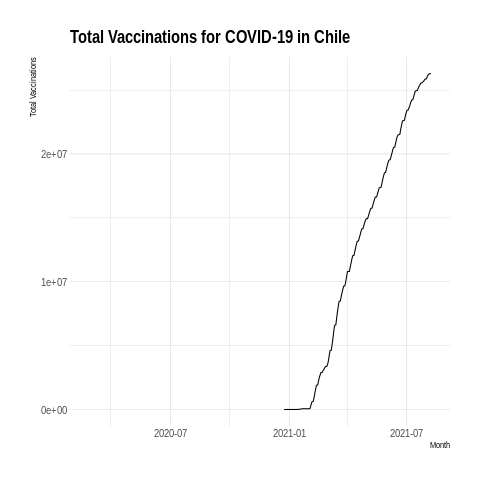 Total Vaccinations for COVID-19 in Chile
Total Vaccinations
2e+07
1e+07
0e+00
2020-07 2021-01 2021-07
Month